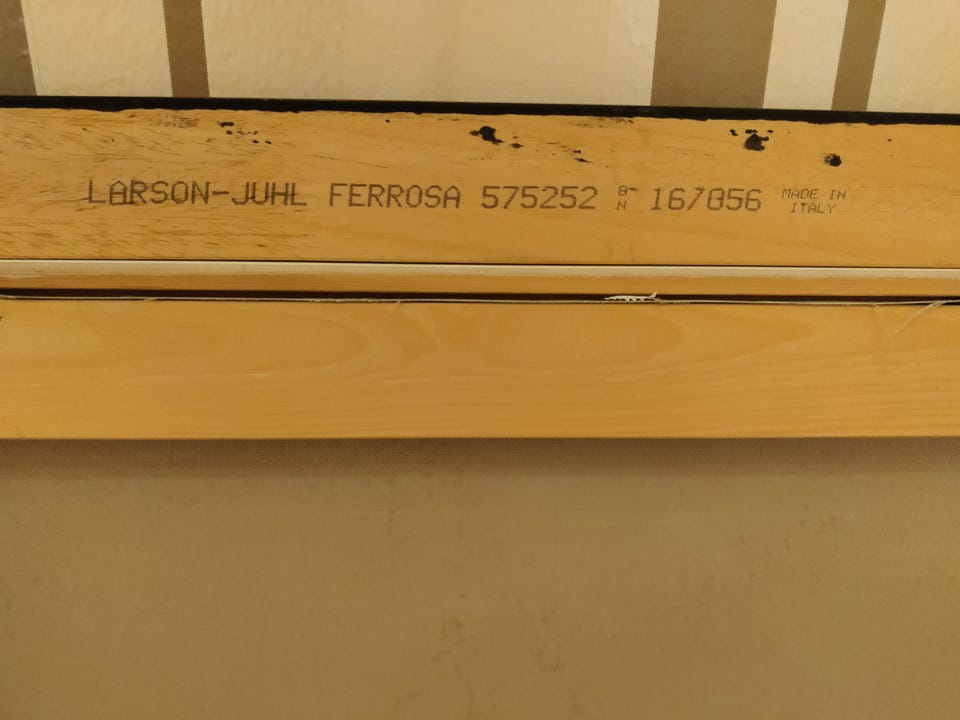 LARSON-JUHL FERROSA 575252 B-N 167056 MADE IN ITALY